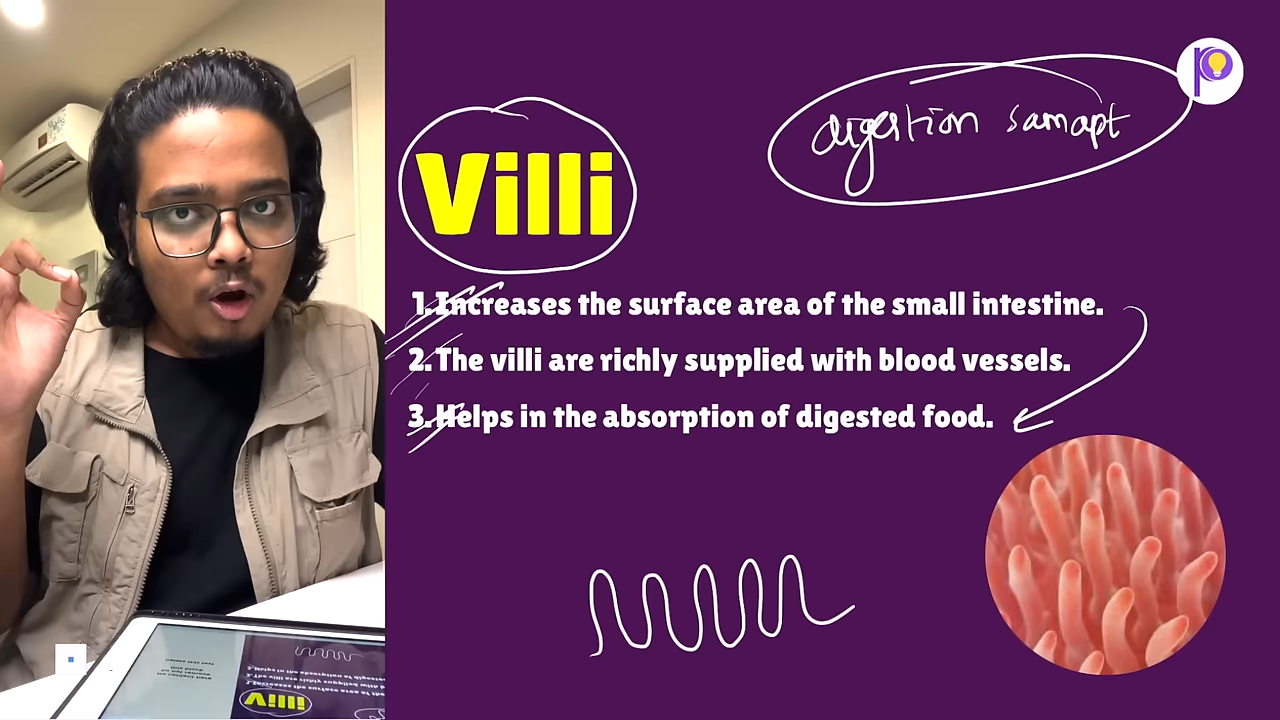 digestion samapt
Villi
1. Increases the surface area of the small intestine.
2. The villi are richly supplied with blood vessels.
3. Helps in the absorption of digested food.